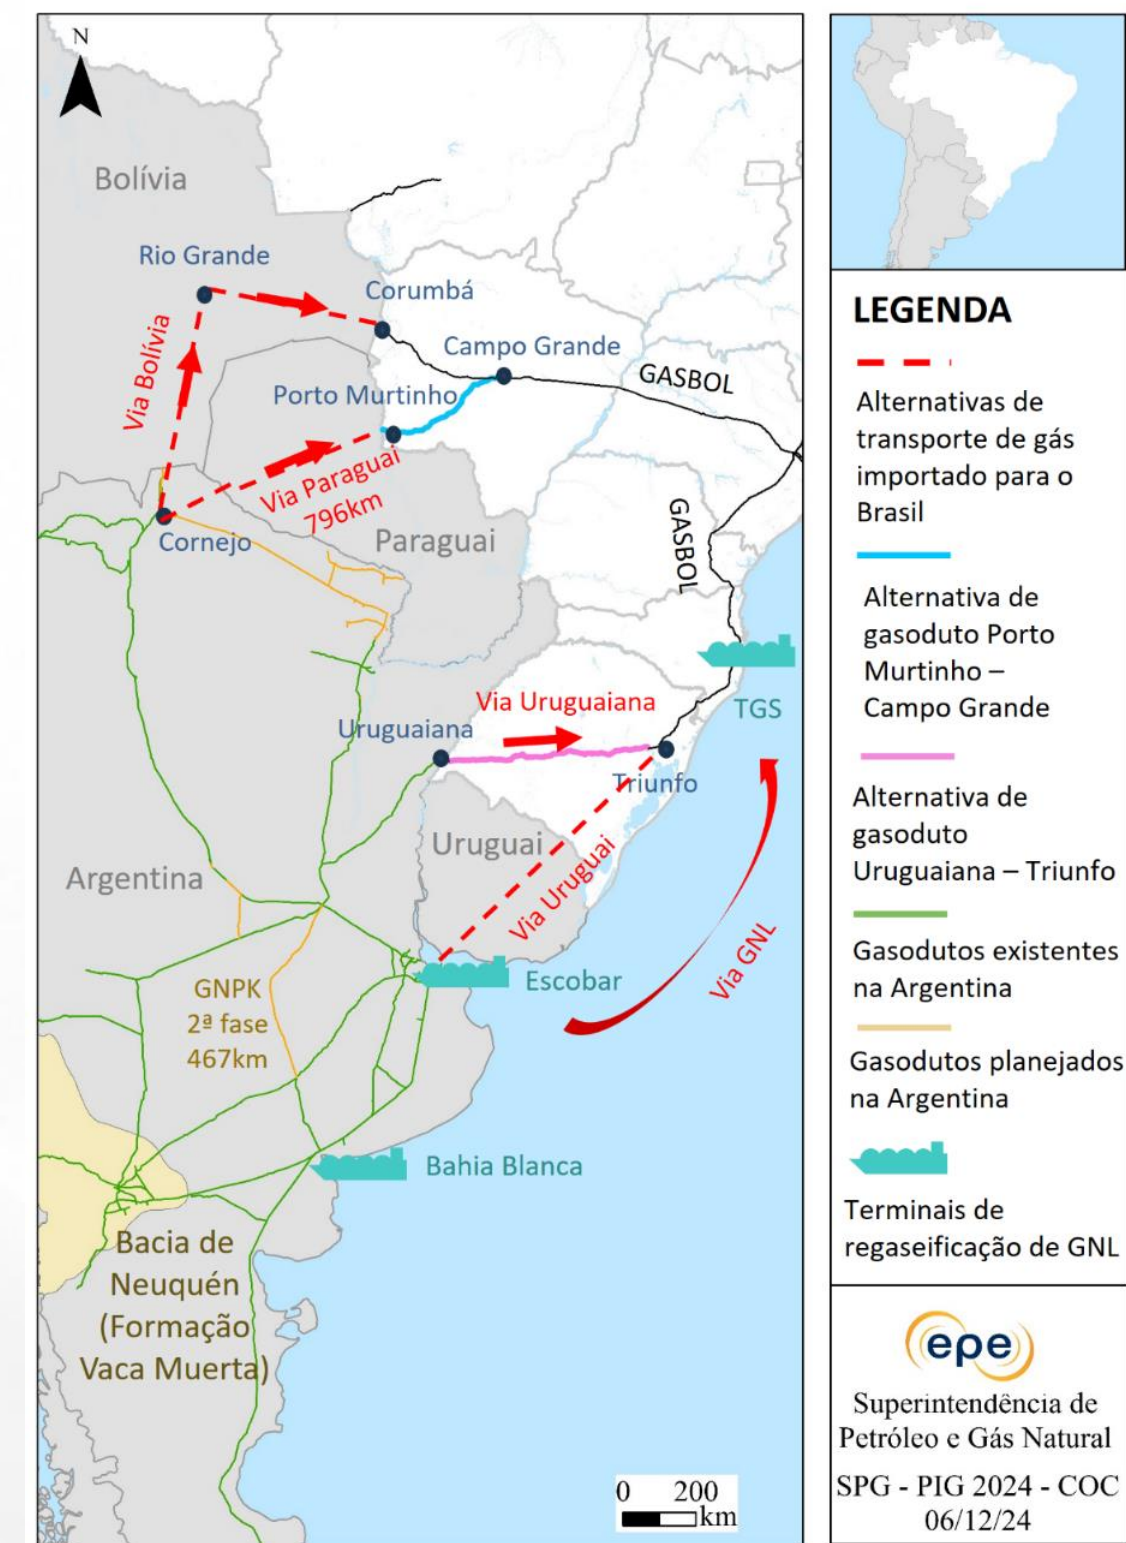 N
Bolívia
Rio Grande
Corumbá
Campo Grande
GASBOL
Porto Murtinho
Via Bolívia
Via Paraguai
796km
Cornejo
Paraguai
GASBOL
TGS
Via Uruguaiana
Uruguaiana
Triunfo
Uruguai
Via Uruguai
Argentina
Via GNL
Escobar
GNPK
2ª fase
467km
Bahia Blanca
Bacia de
Neuquén
(Formação
Vaca Muerta)
0 200
km
LEGENDA
Alternativas de
transporte de gás
importado para o
Brasil
Alternativa de
gasoduto Porto
Murtinho –
Campo Grande
Alternativa de
gasoduto
Uruguaiana – Triunfo
Gasodutos existentes
na Argentina
Gasodutos planejados
na Argentina
Terminais de
regaseificação de GNL
epe
Superintendência de
Petróleo e Gás Natural
SPG - PIG 2024 - COC
06/12/24